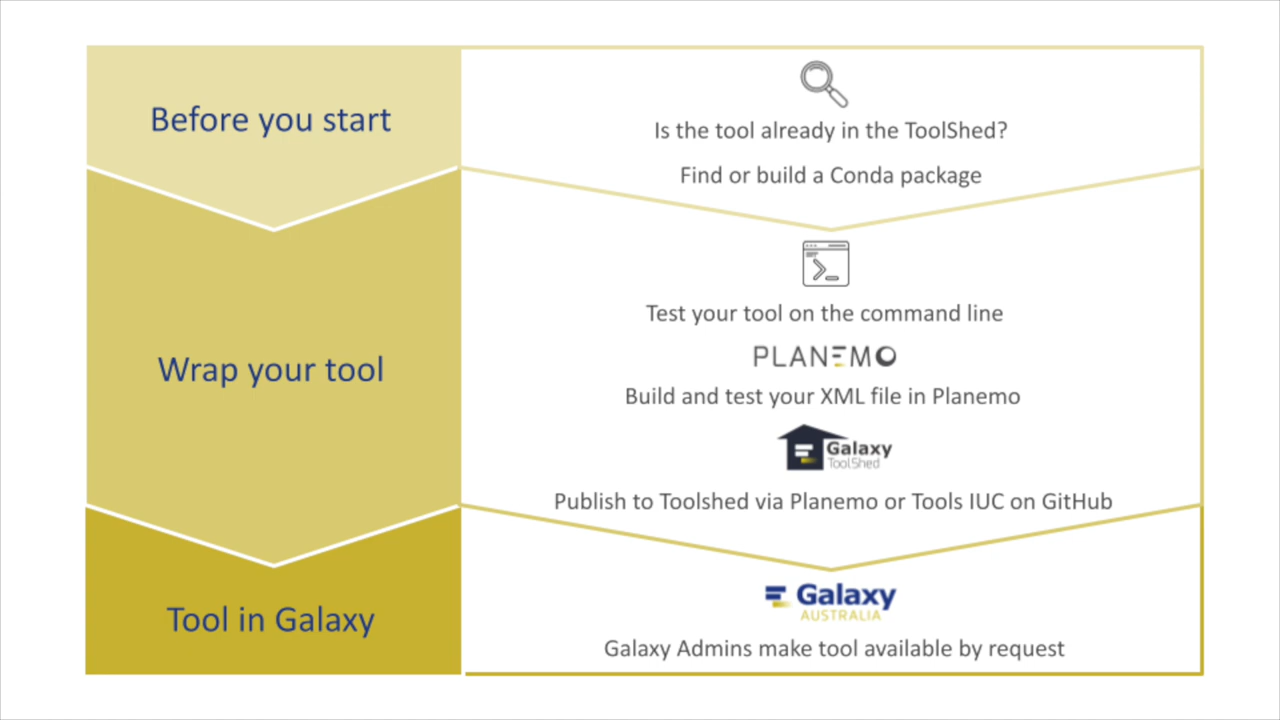 Before you start
Is the tool already in the ToolShed?
Find or build a Conda package
Wrap your tool
Test your tool on the command line
PLANEMO
Build and test your XML file in Planemo
Galaxy
ToolShed
Publish to Toolshed via Planemo or Tools IUC on GitHub
Tool in Galaxy
Galaxy
AUSTRALIA
Galaxy Admins make tool available by request